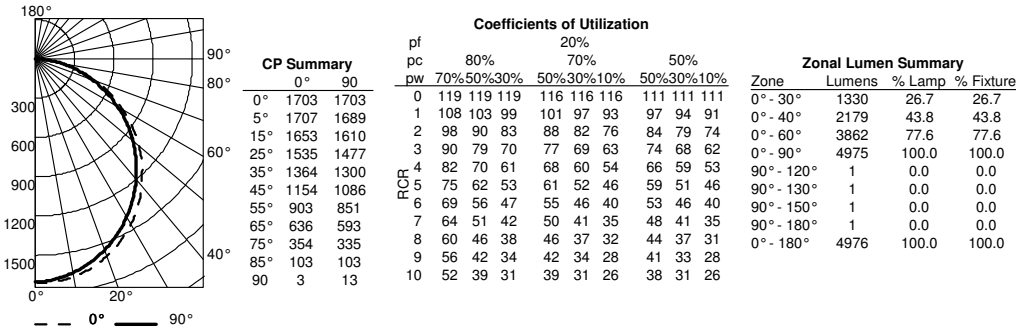 180°
90°
80°
60°
40°
20°
0°
300
600
900
1200
1500
0° 90°
CP Summary
0° 90
0° 1703 1703
5° 1707 1689
15° 1653 1610
25° 1535 1477
35° 1364 1300
45° 1154 1086
55° 903 851
65° 636 593
75° 354 335
85° 103 103
90 3 13
Coefficients of Utilization
pf 20%
pc 80% 70% 50%
pw 70%50%30% 50%30%10% 50%30%10%
RCR
0 119 119 119 116 116 116 111 111 111
1 108 103 99 101 97 93 97 94 91
2 98 90 83 88 82 76 84 79 74
3 90 79 70 77 69 63 74 68 62
4 82 70 61 68 60 54 66 59 53
5 75 62 53 61 52 46 59 51 46
6 69 56 47 55 46 40 53 46 40
7 64 51 42 50 41 35 48 41 35
8 60 46 38 46 37 32 44 37 31
9 56 42 34 42 34 28 41 33 28
10 52 39 31 39 31 26 38 31 26
Zonal Lumen Summary
Zone Lumens % Lamp % Fixture
0° - 30° 1330 26.7 26.7
0° - 40° 2179 43.8 43.8
0° - 60° 3862 77.6 77.6
0° - 90° 4975 100.0 100.0
90° - 120° 1 0.0 0.0
90° - 130° 1 0.0 0.0
90° - 150° 1 0.0 0.0
90° - 180° 1 0.0 0.0
0° - 180° 4976 100.0 100.0